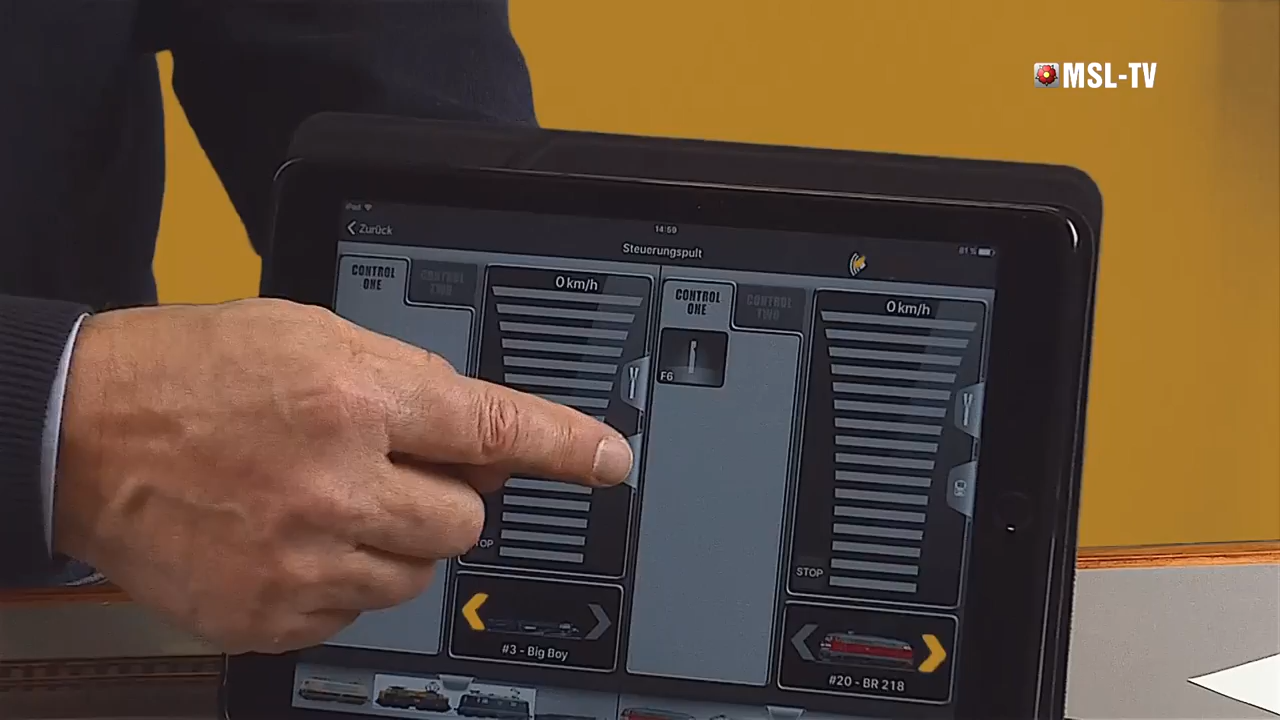 MSL-TV
iPad
14:59
81 %
Zurück
Steuerungspult
CONTROL
ONE
CONTROL
TWO
0 km/h
CONTROL
ONE
CONTROL
TWO
0 km/h
F6
STOP
#3 - Big Boy
STOP
#20 - BR 218